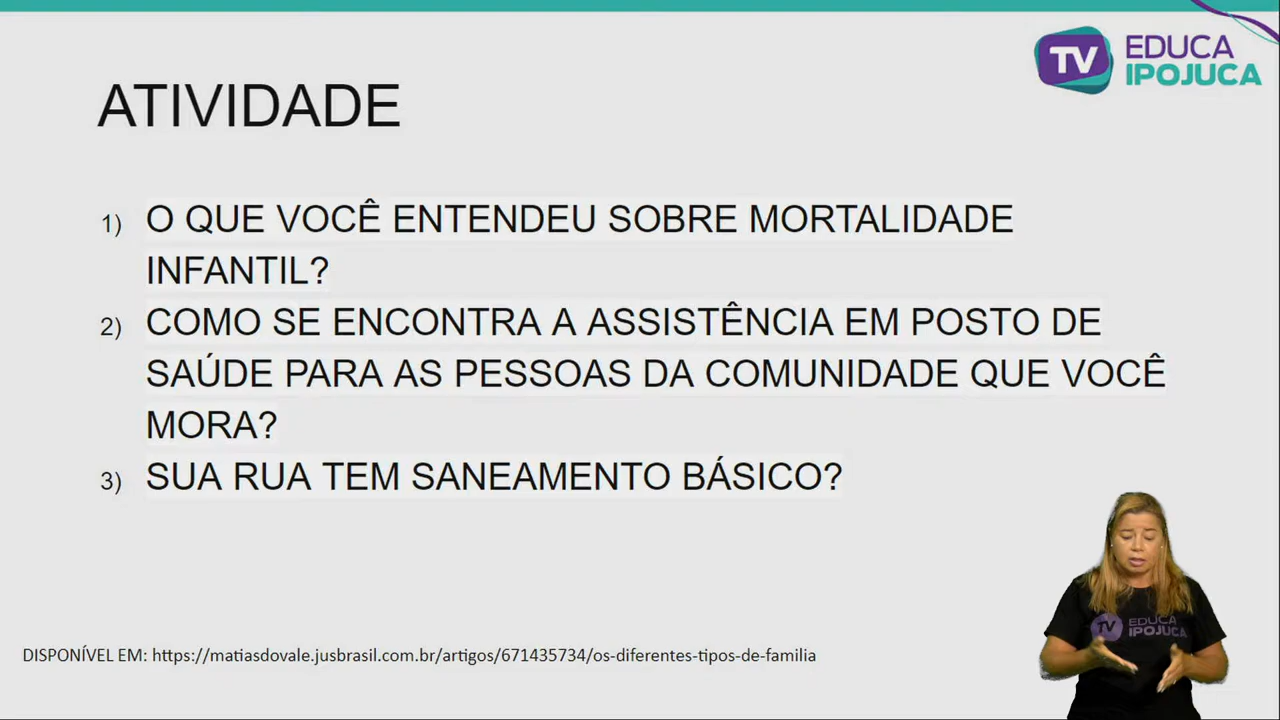 TV EDUCA
IPOJUCA
ATIVIDADE
1) O QUE VOCÊ ENTENDEU SOBRE MORTALIDADE
INFANTIL?
2) COMO SE ENCONTRA A ASSISTÊNCIA EM POSTO DE
SAÚDE PARA AS PESSOAS DA COMUNIDADE QUE VOCÊ
MORA?
3) SUA RUA TEM SANEAMENTO BÁSICO?
TV EDUCA
IPOJUCA
DISPONÍVEL EM: https://matiasdovale.jusbrasil.com.br/artigos/671435734/os-diferentes-tipos-de-familia